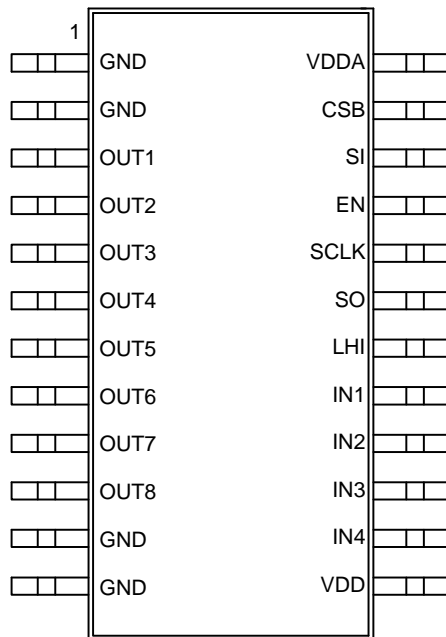 1
GND VDDA
GND CSB
OUT1 SI
OUT2 EN
OUT3 SCLK
OUT4 SO
OUT5 LHI
OUT6 IN1
OUT7 IN2
OUT8 IN3
GND IN4
GND VDD